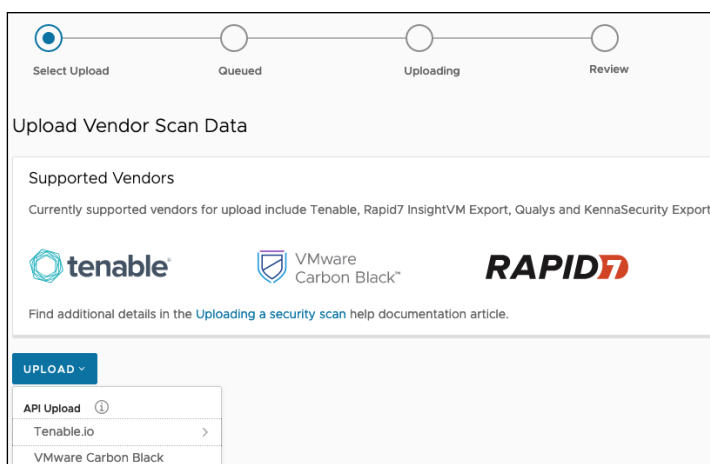 Select Upload
Queued
Uploading
Review
Upload Vendor Scan Data
Supported Vendors
Currently supported vendors for upload include Tenable, Rapid7 InsightVM Export, Qualys and KennaSecurity Export
tenable®
VMware
Carbon Black™
RAPID7
Find additional details in the Uploading a security scan help documentation article.
UPLOAD
API Upload
Tenable.io
VMware Carbon Black